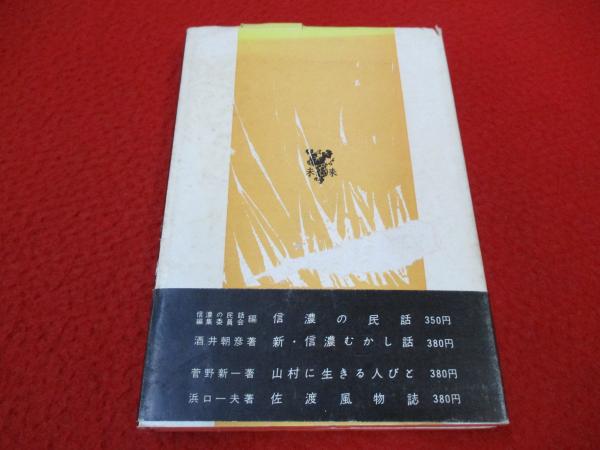 未来
信濃の民話
編集委員会 編 信濃の民話 350円
酒井朝彦著 新・信濃むかし話 380円
菅野新一著 山村に生きる人びと 380円
浜口一夫著 佐渡風物誌 380円